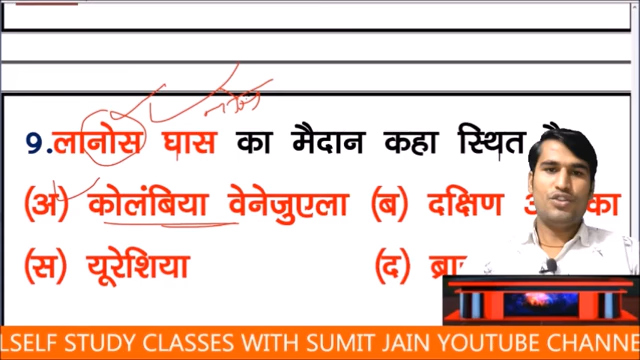 9. लानोस घास का मैदान कहा स्थित
(अ) कोलंबिया वेनेजुएला (ब) दक्षिण
(स) यूरेशिया (द)
LSELF STUDY CLASSES WITH SUMIT JAIN YOUTUBE CHANNE